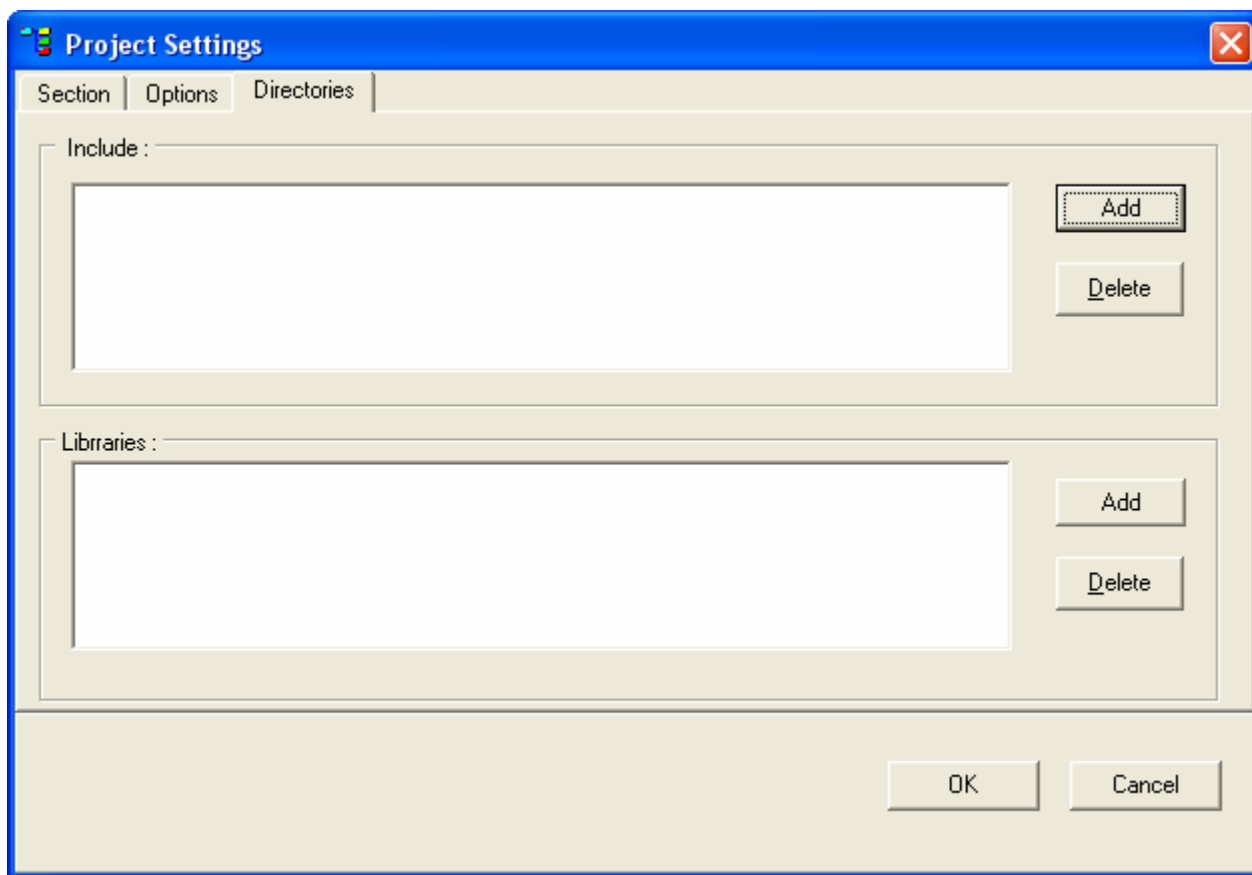 Project Settings
Section Options Directories
Include :
Add
Delete
Librraries :
Add
Delete
OK Cancel